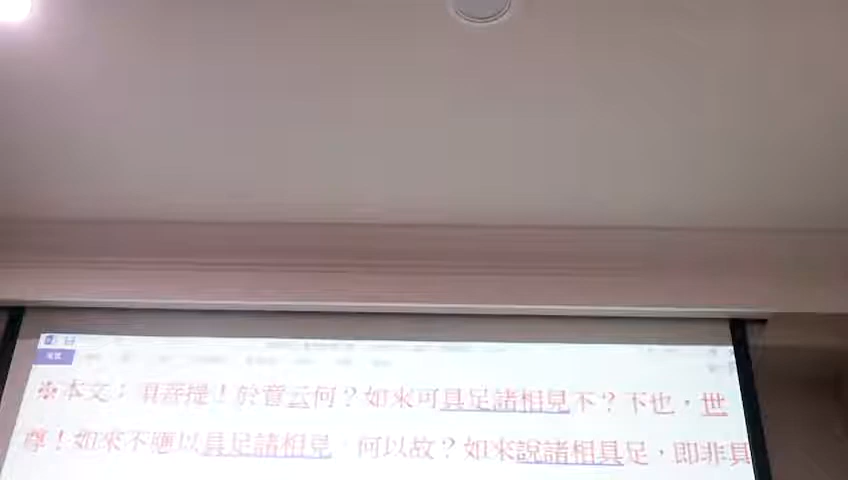 檔案
※本文：須菩提！於意云何？如來可具足諸相見不？不也，世
尊！如來不應以具足諸相見，何以故？如來說諸相具足，即非具